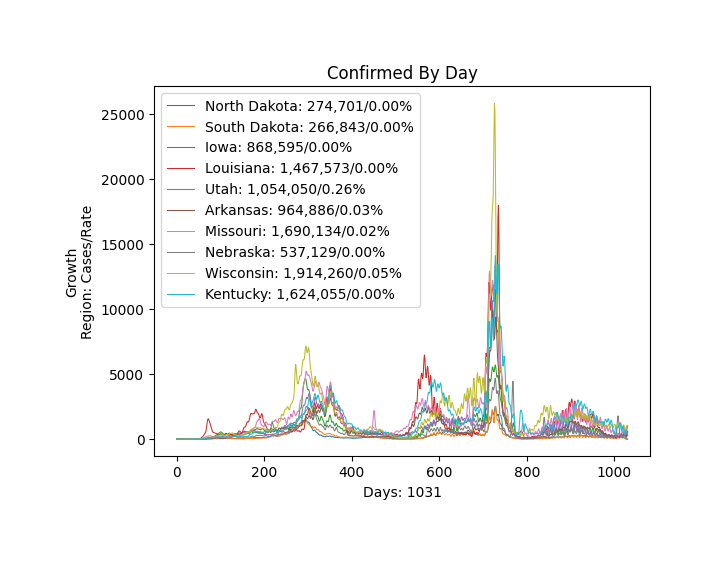 Confirmed By Day
Growth
Region: Cases/Rate
25000
20000
15000
10000
5000
0
North Dakota: 274,701/0.00%
South Dakota: 266,843/0.00%
Iowa: 868,595/0.00%
Louisiana: 1,467,573/0.00%
Utah: 1,054,050/0.26%
Arkansas: 964,886/0.03%
Missouri: 1,690,134/0.02%
Nebraska: 537,129/0.00%
Wisconsin: 1,914,260/0.05%
Kentucky: 1,624,055/0.00%
0 200 400 600 800 1000
Days: 1031